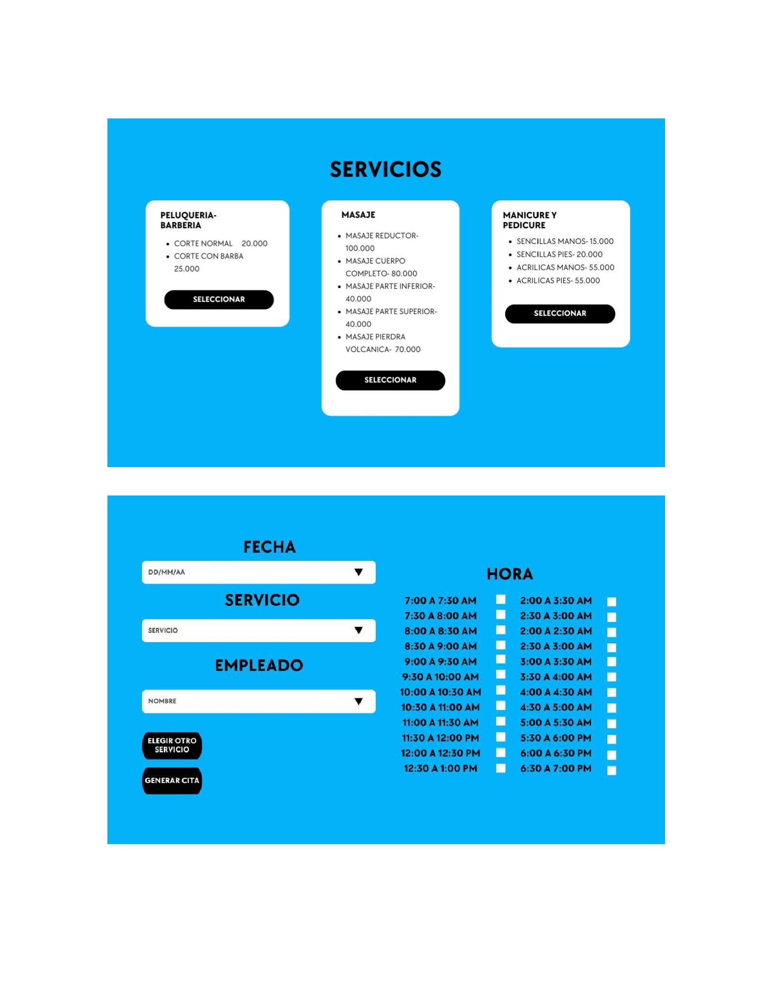 SERVICIOS
PELUQUERIA-
BARBERIA
• CORTE NORMAL 20.000
• CORTE CON BARBA
25.000
SELECCIONAR
MASAJE
• MASAJE REDUCTOR-
100.000
• MASAJE CUERPO
COMPLETO- 80.000
• MASAJE PARTE INFERIOR-
40.000
• MASAJE PARTE SUPERIOR-
40.000
• MASAJE PIERDRA
VOLCANICA- 70.000
SELECCIONAR
MANICURE Y
PEDICURE
• SENCILLAS MANOS- 15.000
• SENCILLAS PIES- 20.000
• ACRILICAS MANOS- 55.000
• ACRILICAS PIES- 55.000
SELECCIONAR
FECHA
DD/MM/AA
SERVICIO
SERVICIO
EMPLEADO
NOMBRE
ELEGIR OTRO
SERVICIO
GENERAR CITA
HORA
7:00 A 7:30 AM
7:30 A 8:00 AM
8:00 A 8:30 AM
8:30 A 9:00 AM
9:00 A 9:30 AM
9:30 A 10:00 AM
10:00 A 10:30 AM
10:30 A 11:00 AM
11:00 A 11:30 AM
11:30 A 12:00 PM
12:00 A 12:30 PM
12:30 A 1:00 PM
2:00 A 3:30 AM
2:30 A 3:00 AM
2:00 A 2:30 AM
2:30 A 3:00 AM
3:00 A 3:30 AM
3:30 A 4:00 AM
4:00 A 4:30 AM
4:30 A 5:00 AM
5:00 A 5:30 AM
5:30 A 6:00 PM
6:00 A 6:30 PM
6:30 A 7:00 PM